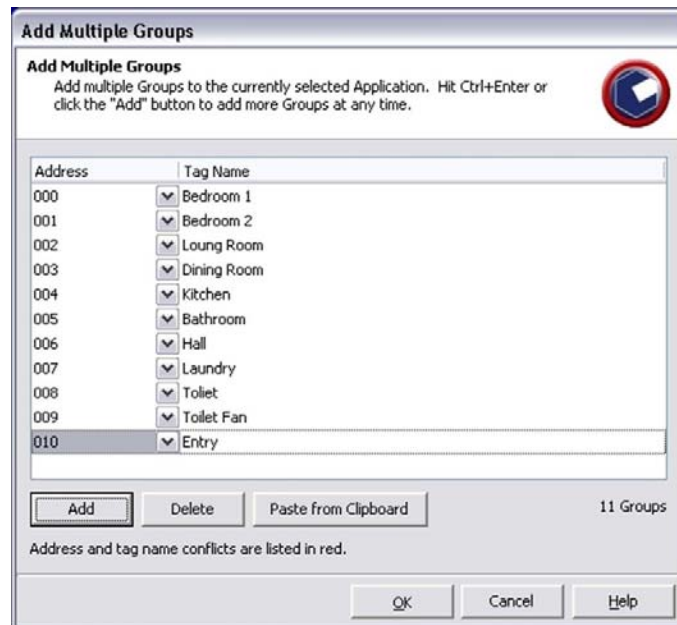 Add Multiple Groups
Add Multiple Groups
Add multiple Groups to the currently selected Application. Hit Ctrl+Enter or
click the "Add" button to add more Groups at any time.
Address Tag Name
000 Bedroom 1
001 Bedroom 2
002 Loung Room
003 Dining Room
004 Kitchen
005 Bathroom
006 Hall
007 Laundry
008 Toliet
009 Toilet Fan
010 Entry
Add Delete Paste from Clipboard 11 Groups
Address and tag name conflicts are listed in red.
OK Cancel Help